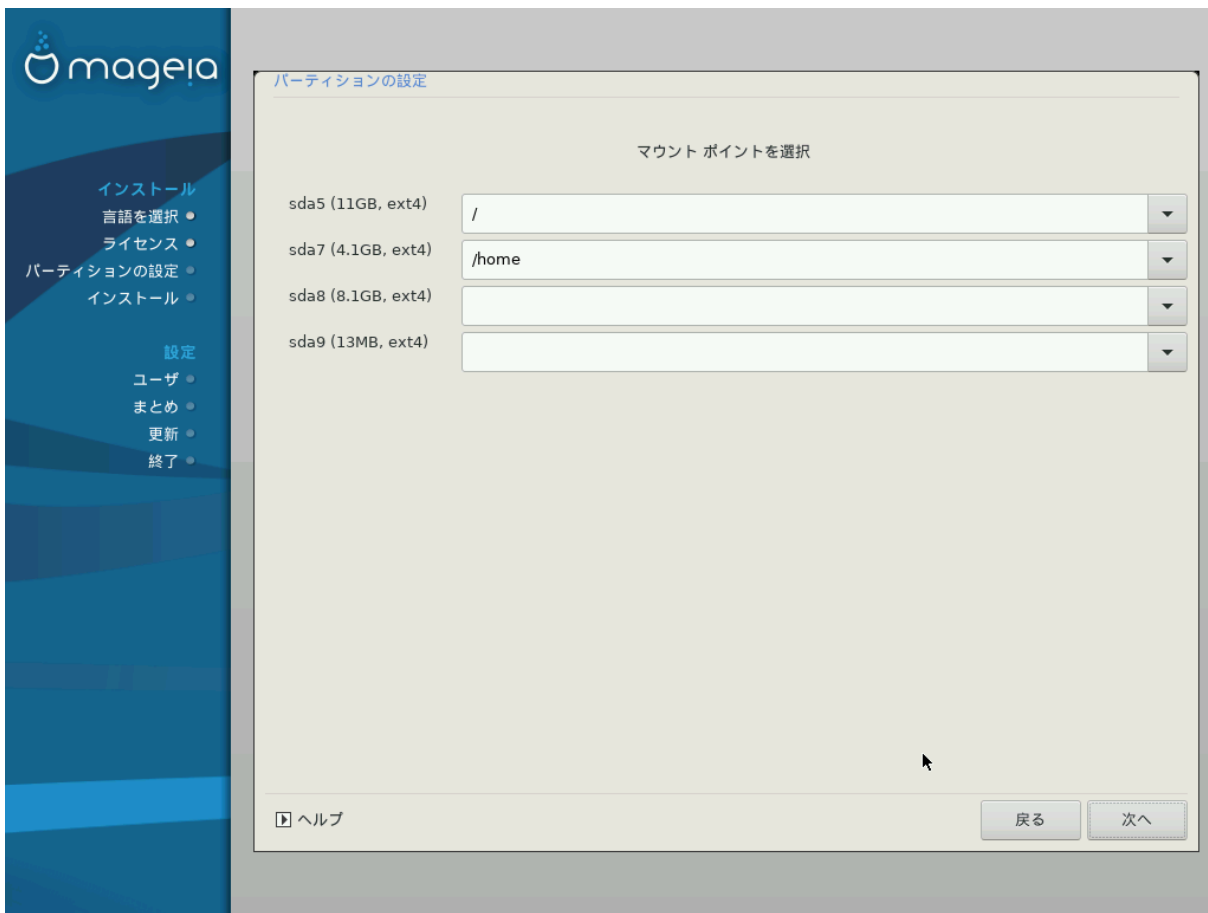 mageia
インストール
言語を選択
ライセンス
パーティションの設定
インストール
設定
ユーザ
まとめ
更新
終了
パーティションの設定
マウント ポイントを選択
sda5 (11GB, ext4)
/
sda7 (4.1GB, ext4)
/home
sda8 (8.1GB, ext4)
sda9 (13MB, ext4)
ヘルプ
戻る
次へ